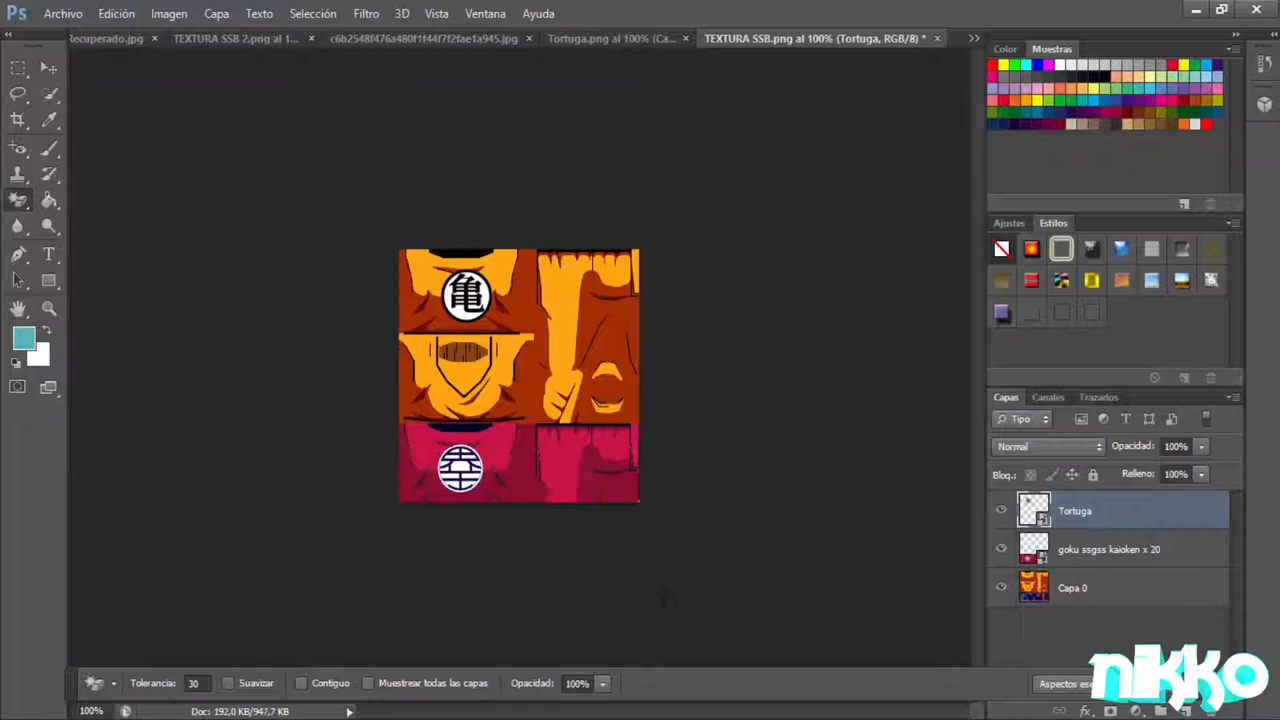 Ps Archivo Edición Imagen Capa Texto Selección Filtro 3D Vista Ventana Ayuda
Recuperado.jpg × TEXTURA SSB 2.png al 1... × c6b2548f476a480f1f44f7f2fae1a945.jpg × Tortuga.png al 100% (Ca... × TEXTURA SSB.png al 100% (Tortuga, RGB/8) * ×
Color Muestras
亀
Ajustes Estilos
Capas Canales Trazados
Tipo
Normal Opacidad: 100%
Bloq.: Relleno: 100%
Tortuga
goku ssgss kaioken x 20
Capa 0
nikko
Tolerancia: 30 Suavizar Contiguo Muestrear todas las capas Opacidad: 100% Aspectos
100% Doc: 192,0 KB/947,7 KB